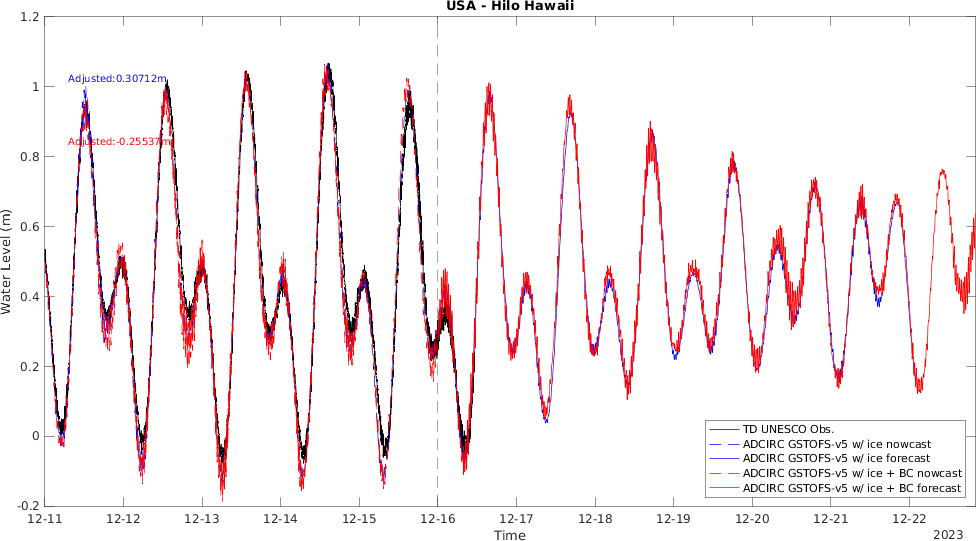 USA - Hilo Hawaii
1.2
1
0.8
0.6
0.4
0.2
0
-0.2
Water Level (m)
Adjusted:0.30712m
Adjusted:-0.25537m
TD UNESCO Obs.
ADCIRC GSTOFS-v5 w/ ice nowcast
ADCIRC GSTOFS-v5 w/ ice forecast
ADCIRC GSTOFS-v5 w/ ice + BC nowcast
ADCIRC GSTOFS-v5 w/ ice + BC forecast
12-11 12-12 12-13 12-14 12-15 12-16 12-17 12-18 12-19 12-20 12-21 12-22
Time
2023